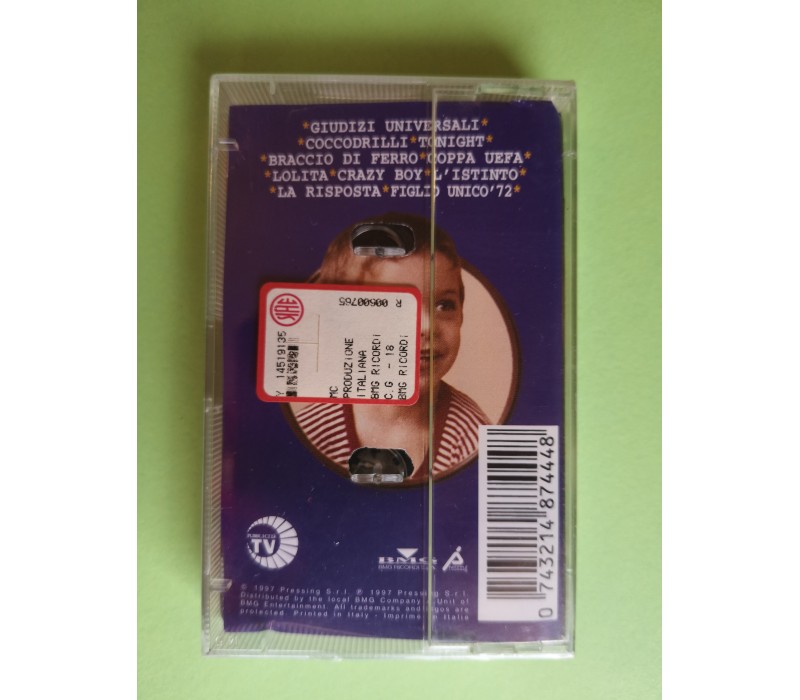 *GIUDIZI UNIVERSALI*
*COCCODRILLI*TONIGHT*
*BRACCIO DI FERRO*COPPA UEFA*
*LOLITA*CRAZY BOY*L'ISTINTO*
*LA RISPOSTA*FIGLIO UNICO'72*
R 00600765
Y 14519135
MC
PRODUZIONE
ITALIANA
BMG RICORDI
C.G - 18
BMG RICORDI
TV
BMG
BMG RICORDI S.p.A.
0 743214 874448
© 1997 Pressing S.r.l. ℗ 1997 Pressing S.r.l.
Distributed by the local BMG Company - Unit of
BMG Entertainment. All trademarks and logos are
protected. Printed in Italy - Imprimé en Italie